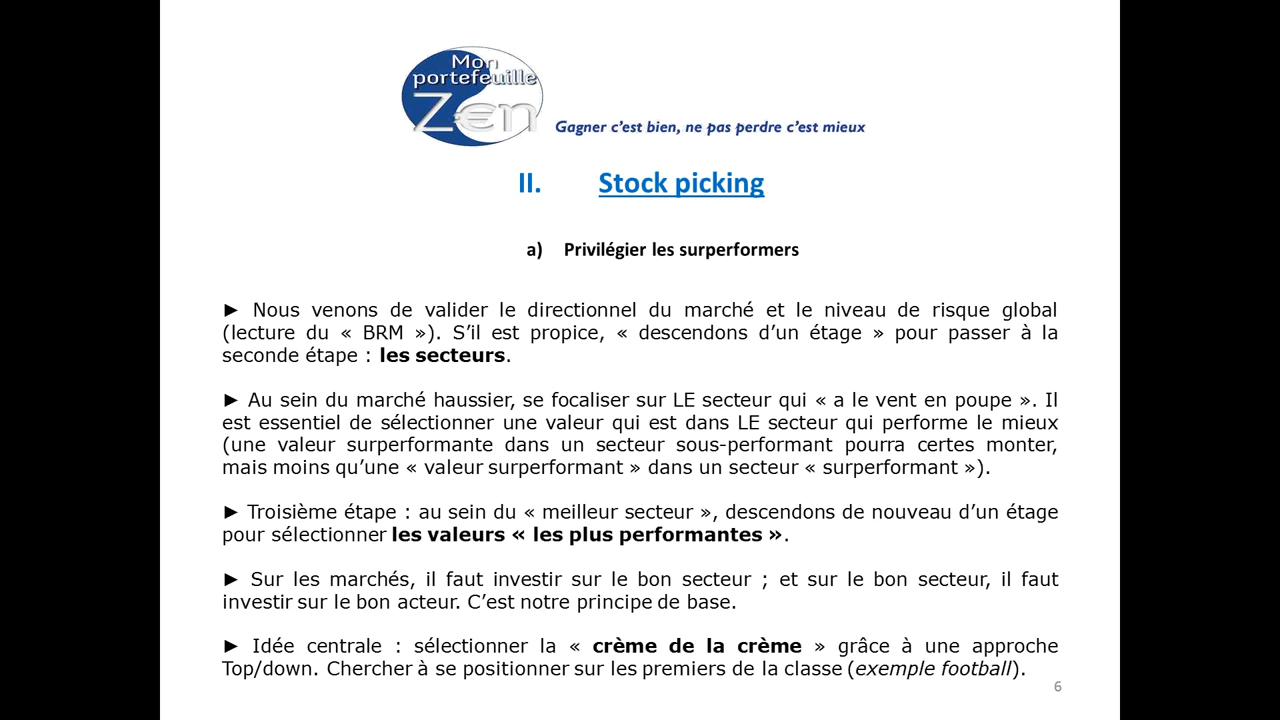 Mon
portefeuille
Z€n
Gagner c'est bien, ne pas perdre c'est mieux
II. Stock picking
a) Privilégier les surperformers
► Nous venons de valider le directionnel du marché et le niveau de risque global
(lecture du « BRM »). S'il est propice, « descendons d'un étage » pour passer à la
seconde étape : les secteurs.
► Au sein du marché haussier, se focaliser sur LE secteur qui « a le vent en poupe ». Il
est essentiel de sélectionner une valeur qui est dans LE secteur qui performe le mieux
(une valeur surperformante dans un secteur sous-performant pourra certes monter,
mais moins qu'une « valeur surperformant » dans un secteur « surperformant »).
► Troisième étape : au sein du « meilleur secteur », descendons de nouveau d'un étage
pour sélectionner les valeurs « les plus performantes ».
► Sur les marchés, il faut investir sur le bon secteur ; et sur le bon secteur, il faut
investir sur le bon acteur. C'est notre principe de base.
► Idée centrale : sélectionner la « crème de la crème » grâce à une approche
Top/down. Chercher à se positionner sur les premiers de la classe (exemple football).
6